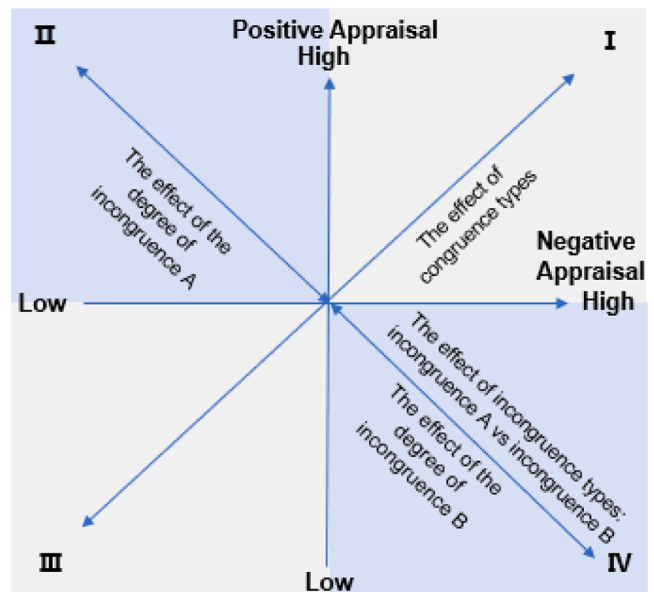 II
Positive Appraisal
High
I
The effect of the
degree of
incongruence A
The effect of
congruence types
Negative
Appraisal
High
Low
The effect of incongruence types:
incongruence A vs incongruence B
The effect of the
degree of
incongruence B
III
Low
IV